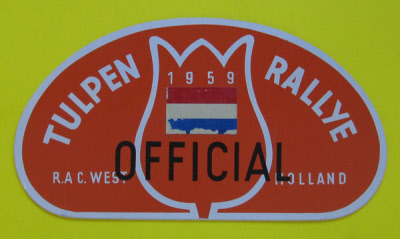 TULPEN RALLYE
1959
OFFICIAL
R.A.C. WEST HOLLAND